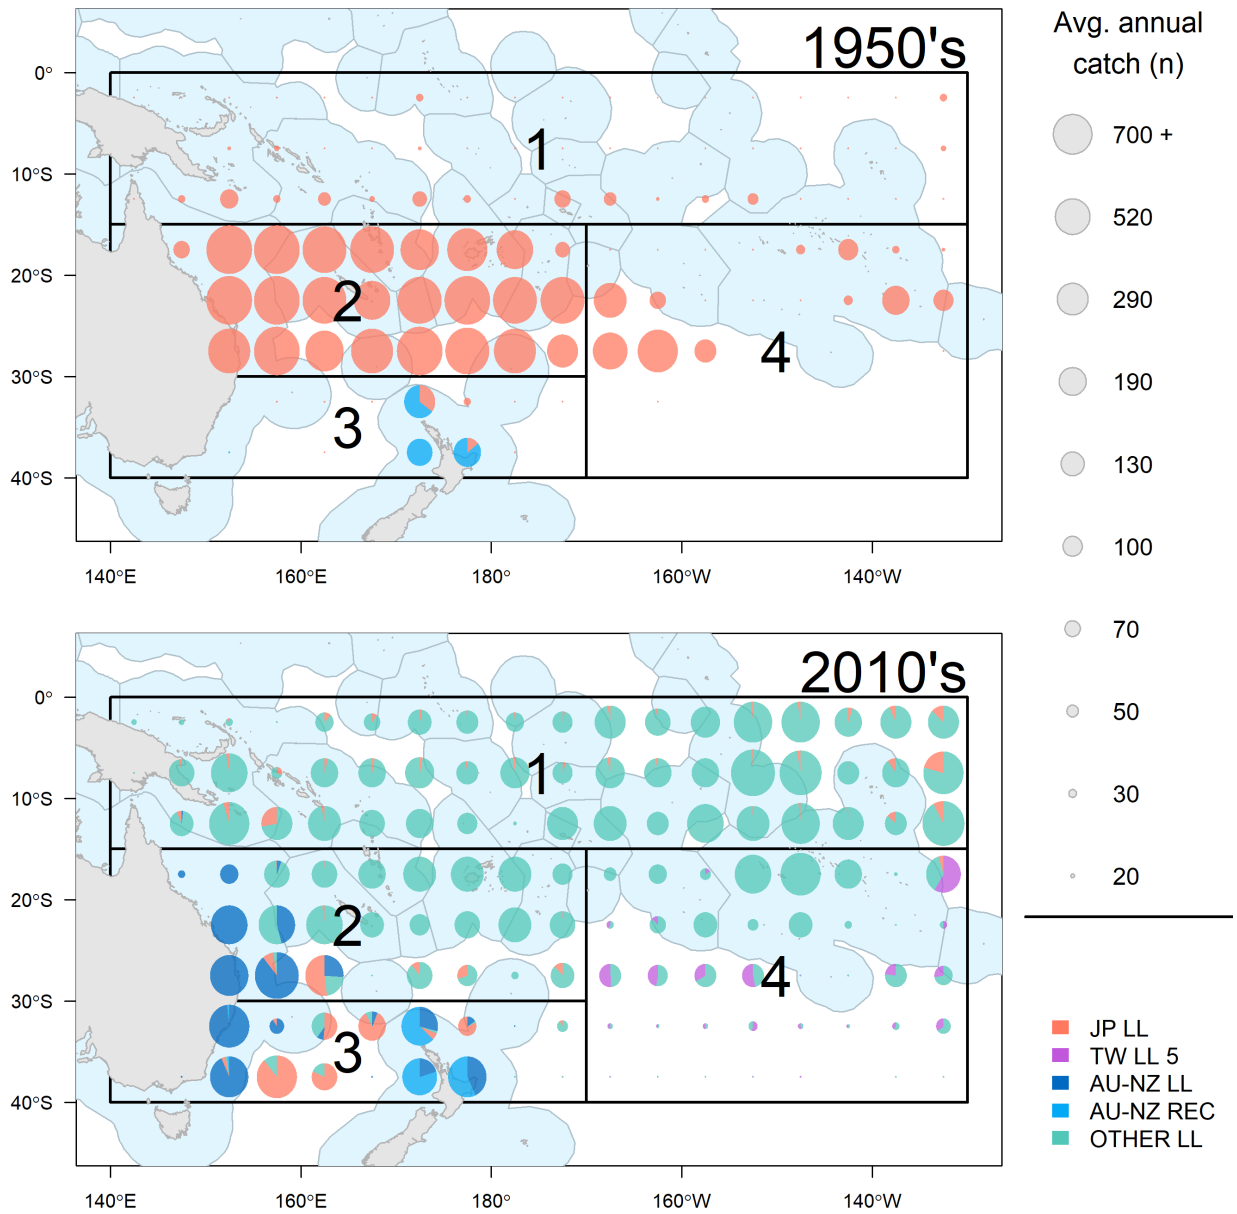 1950's
0°
10°S
20°S
30°S
40°S
1
2
3
4
140°E
160°E
180°
160°W
140°W
2010's
0°
10°S
20°S
30°S
40°S
1
2
3
4
140°E
160°E
180°
160°W
140°W
Avg. annual
catch (n)
700 +
520
290
190
130
100
70
50
30
20
JP LL
TW LL 5
AU-NZ LL
AU-NZ REC
OTHER LL